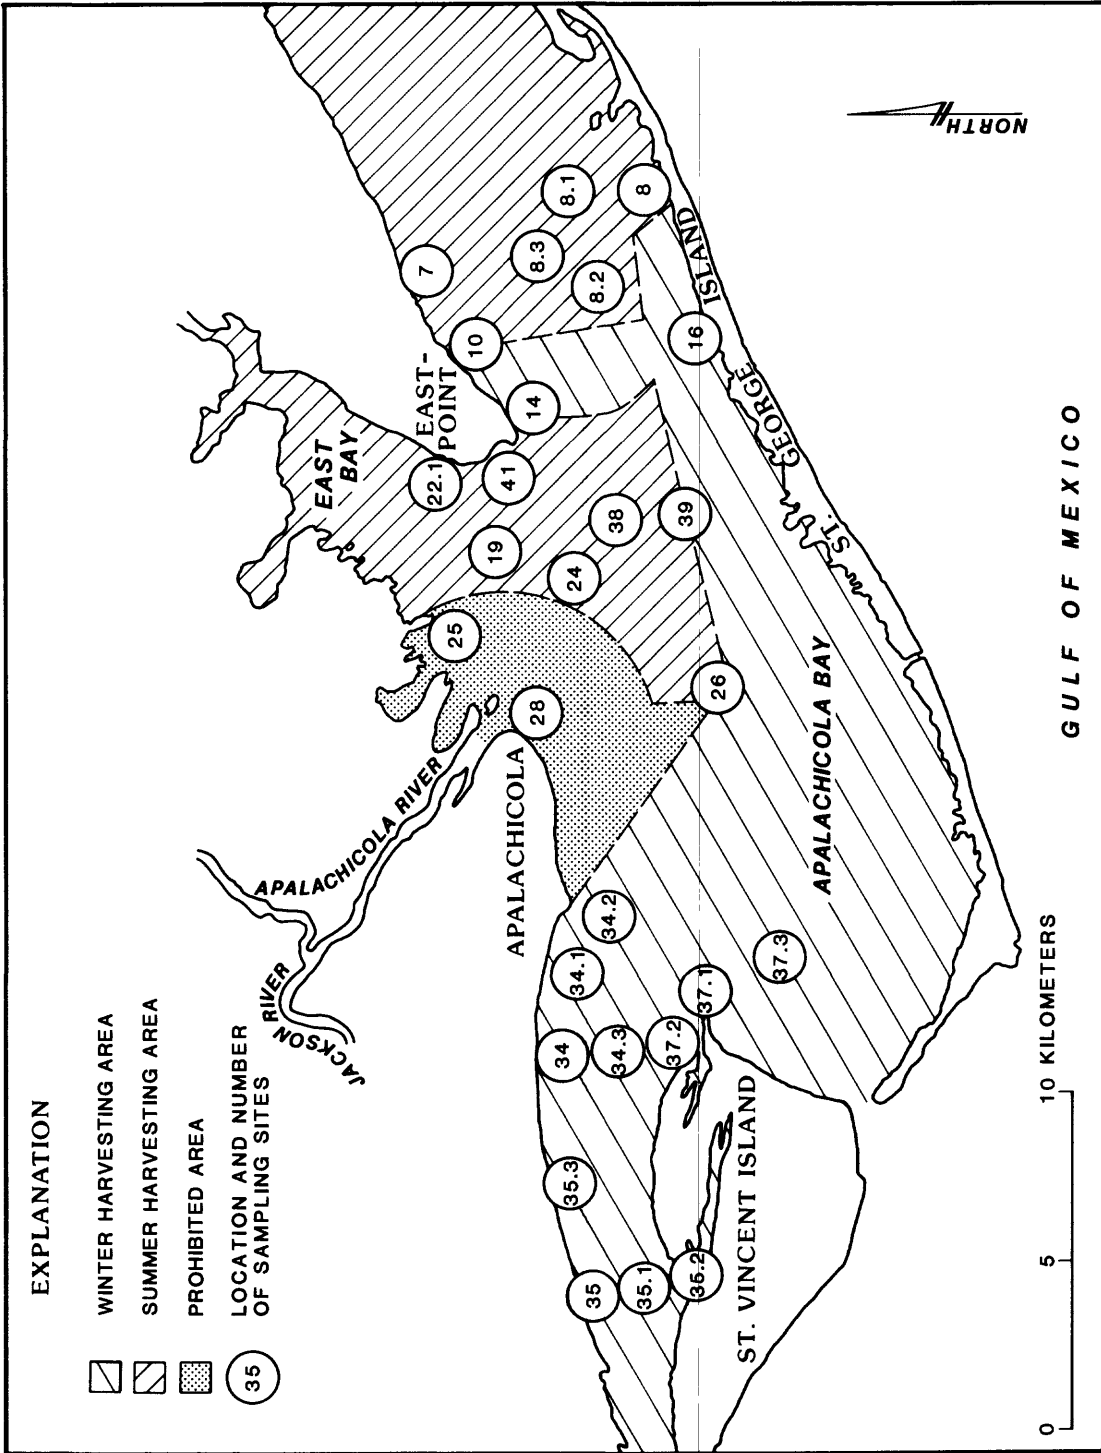 EXPLANATION
WINTER HARVESTING AREA
SUMMER HARVESTING AREA
PROHIBITED AREA
35
LOCATION AND NUMBER
OF SAMPLING SITES
JACKSON
RIVER
APALACHICOLA RIVER
APALACHICOLA
EAST
BAY
EAST-
POINT
25
28
22.1
19
41
14
10
7
8.3
8.1
8.2
8
24
38
39
26
16
35
35.1
35.2
35.3
34
34.1
34.2
34.3
37.2
37.1
37.3
ST. VINCENT ISLAND
APALACHICOLA BAY
ST.
GEORGE
ISLAND
NORTH
GULF OF MEXICO
0
5
10 KILOMETERS